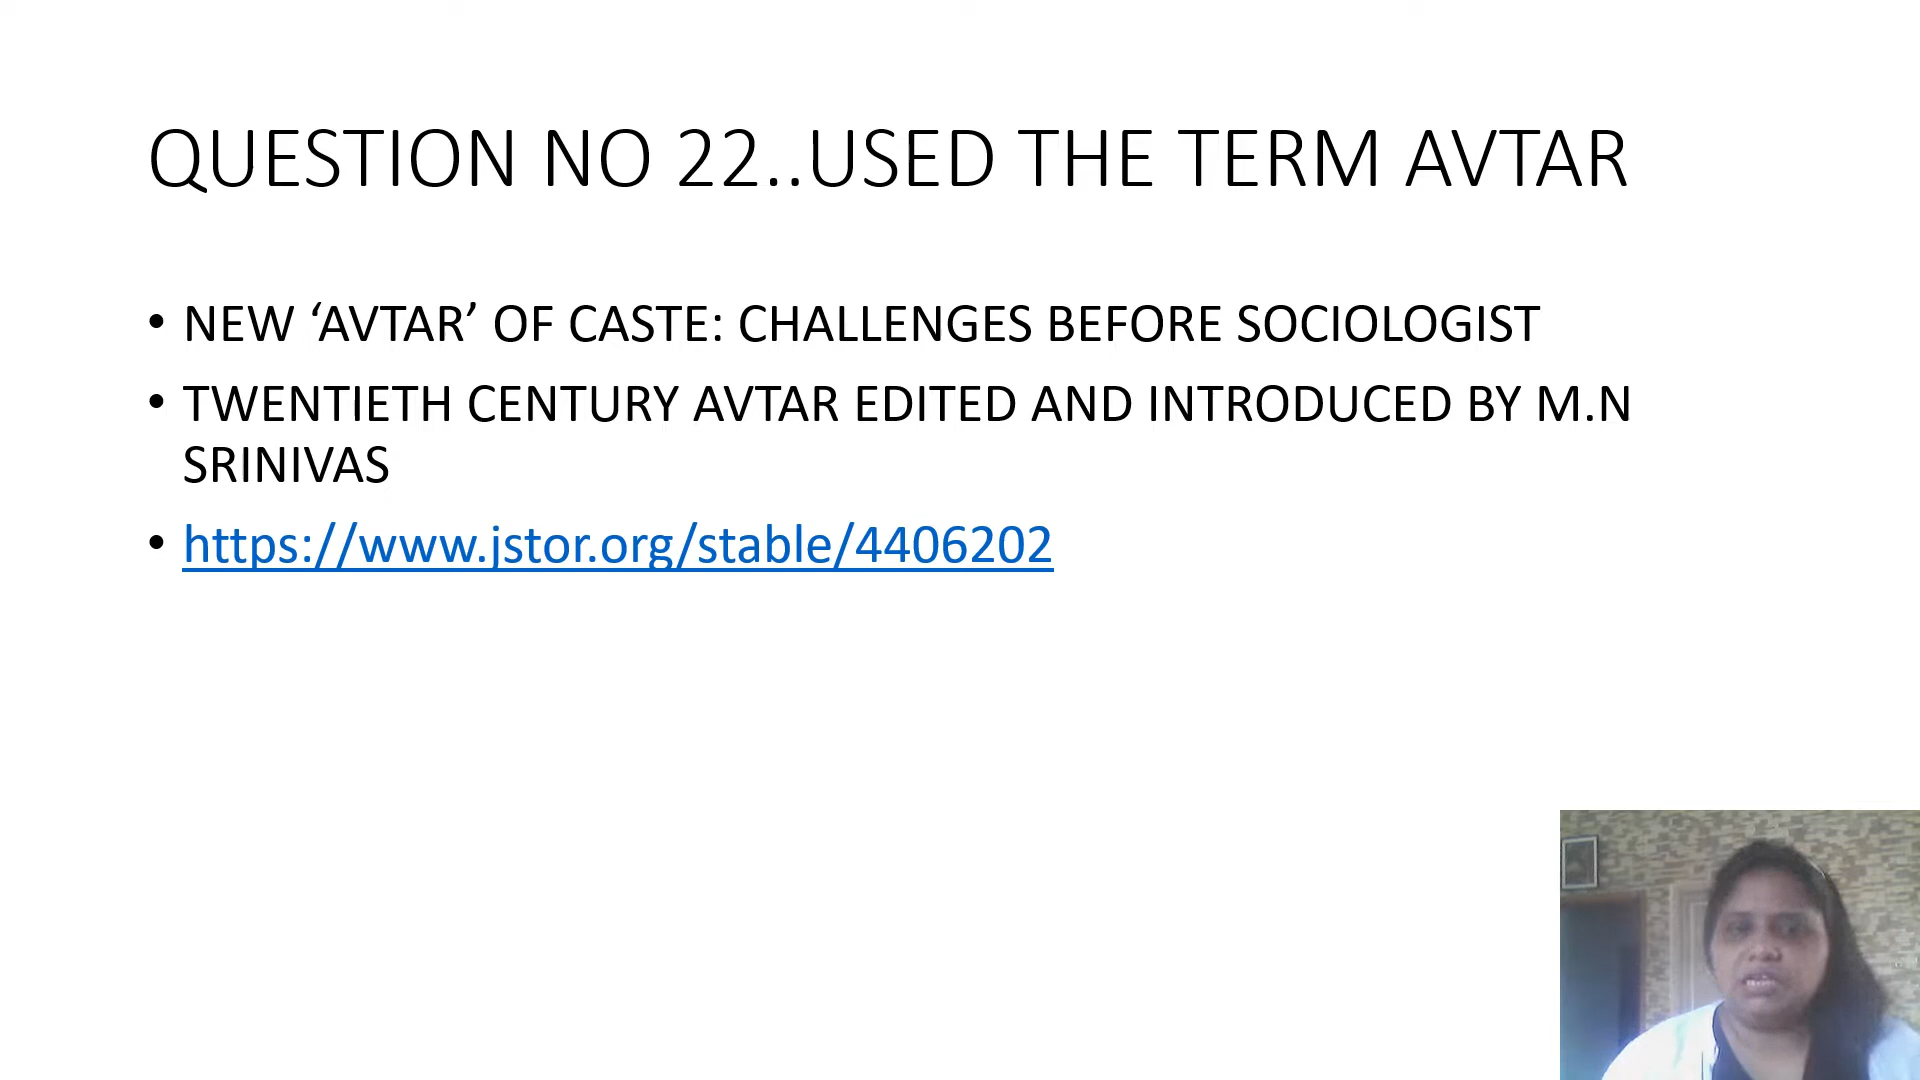 QUESTION NO 22..USED THE TERM AVTAR
• NEW ‘AVTAR’ OF CASTE: CHALLENGES BEFORE SOCIOLOGIST
• TWENTIETH CENTURY AVTAR EDITED AND INTRODUCED BY M.N
SRINIVAS
• https://www.jstor.org/stable/4406202